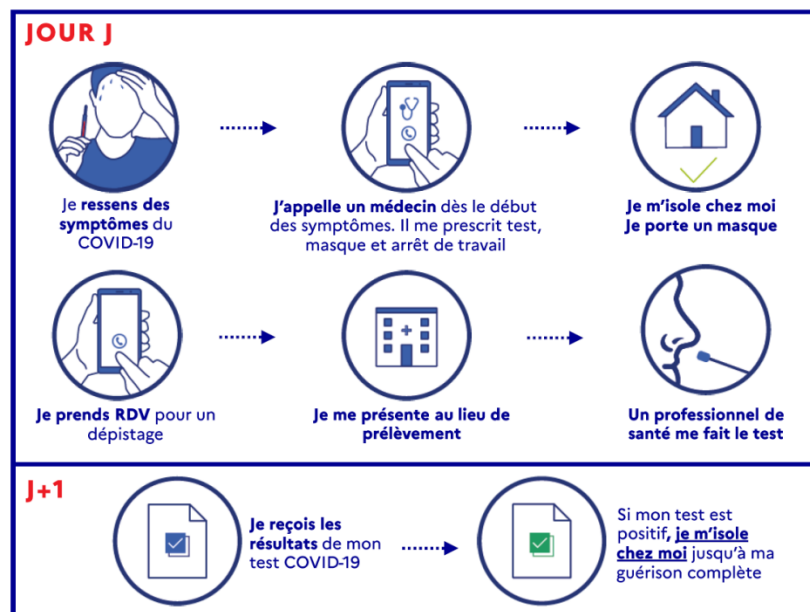 JOUR J
Je ressens des
symptômes du
COVID-19
J'appelle un médecin dès le début
des symptômes. Il me prescrit test,
masque et arrêt de travail
Je m'isole chez moi
Je porte un masque
Je prends RDV pour un
dépistage
Je me présente au lieu de
prélèvement
Un professionnel de
santé me fait le test
J+1
Je reçois les
résultats de mon
test COVID-19
Si mon test est
positif, je m'isole
chez moi jusqu'à ma
guérison complète